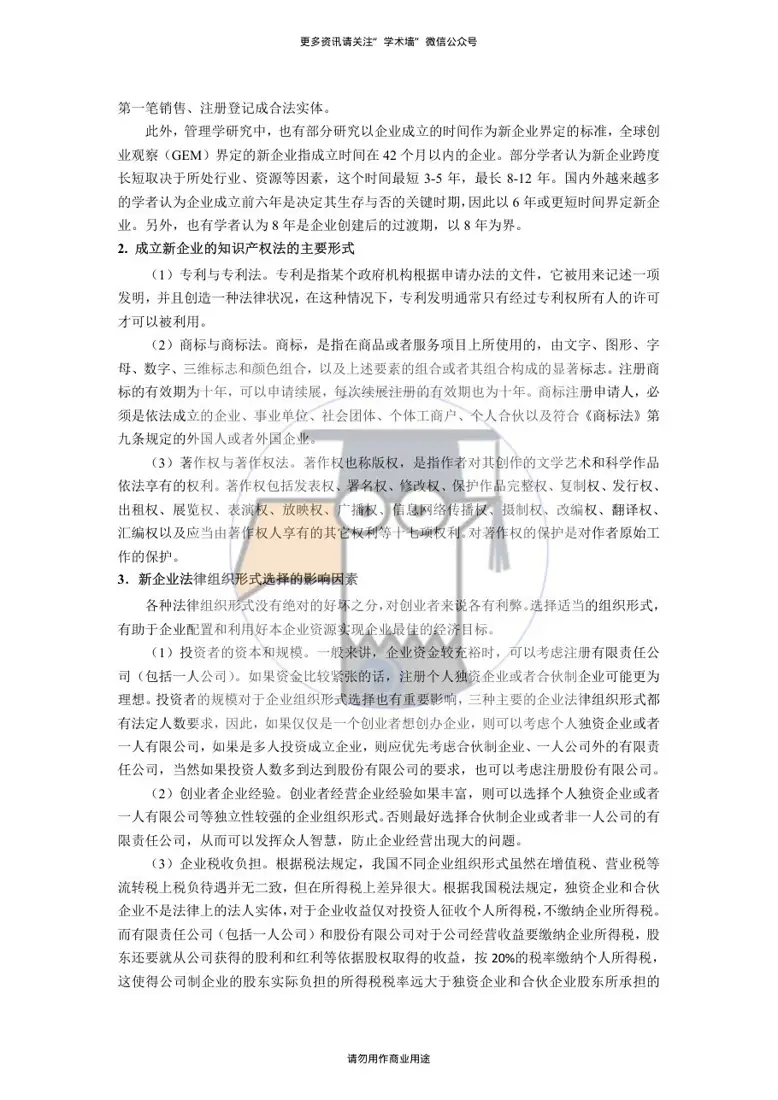 更多资讯请关注”学术墙”微信公众号
第一笔销售、注册登记成合法实体。
此外，管理学研究中，也有部分研究以企业成立的时间作为新企业界定的标准，全球创
业观察（GEM）界定的新企业指成立时间在 42 个月以内的企业。部分学者认为新企业跨度
长短取决于所处行业、资源等因素，这个时间最短 3-5 年，最长 8-12 年。国内外越来越多
的学者认为企业成立前六年是决定其生存与否的关键时期，因此以 6 年或更短时间界定新企
业。另外，也有学者认为 8 年是企业创建后的过渡期，以 8 年为界。
2. 成立新企业的知识产权法的主要形式
（1）专利与专利法。专利是指某个政府机构根据申请办法的文件，它被用来记述一项
发明，并且创造一种法律状况，在这种情况下，专利发明通常只有经过专利权所有人的许可
才可以被利用。
（2）商标与商标法。商标，是指在商品或者服务项目上所使用的，由文字、图形、字
母、数字、三维标志和颜色组合，以及上述要素的组合或者其组合构成的显著标志。注册商
标的有效期为十年，可以申请续展，每次续展注册的有效期也为十年。商标注册申请人，必
须是依法成立的企业、事业单位、社会团体、个体工商户、个人合伙以及符合《商标法》第
九条规定的外国人或者外国企业。
（3）著作权与著作权法。著作权也称版权，是指作者对其创作的文学艺术和科学作品
依法享有的权利。著作权包括发表权、署名权、修改权、保护作品完整权、复制权、发行权、
出租权、展览权、表演权、放映权、广播权、信息网络传播权、摄制权、改编权、翻译权、
汇编权以及应当由著作权人享有的其它权利等十七项权利。对著作权的保护是对作者原始工
作的保护。
3．新企业法律组织形式选择的影响因素
各种法律组织形式没有绝对的好坏之分，对创业者来说各有利弊。选择适当的组织形式，
有助于企业配置和利用好本企业资源实现企业最佳的经济目标。
（1）投资者的资本和规模。一般来讲，企业资金较充裕时，可以考虑注册有限责任公
司（包括一人公司）。如果资金比较紧张的话，注册个人独资企业或者合伙制企业可能更为
理想。投资者的规模对于企业组织形式选择也有重要影响，三种主要的企业法律组织形式都
有法定人数要求，因此，如果仅仅是一个创业者想创办企业，则可以考虑个人独资企业或者
一人有限公司，如果是多人投资成立企业，则应优先考虑合伙制企业、一人公司外的有限责
任公司，当然如果投资人数多到达到股份有限公司的要求，也可以考虑注册股份有限公司。
（2）创业者企业经验。创业者经营企业经验如果丰富，则可以选择个人独资企业或者
一人有限公司等独立性较强的企业组织形式。否则最好选择合伙制企业或者非一人公司的有
限责任公司，从而可以发挥众人智慧，防止企业经营出现大的问题。
（3）企业税收负担。根据税法规定，我国不同企业组织形式虽然在增值税、营业税等
流转税上税负待遇并无二致，但在所得税上差异很大。根据我国税法规定，独资企业和合伙
企业不是法律上的法人实体，对于企业收益仅对投资人征收个人所得税，不缴纳企业所得税。
而有限责任公司（包括一人公司）和股份有限公司对于公司经营收益要缴纳企业所得税，股
东还要就从公司获得的股利和红利等依据股权取得的收益，按 20%的税率缴纳个人所得税，
这使得公司制企业的股东实际负担的所得税税率远大于独资企业和合伙企业股东所承担的
请勿用作商业用途